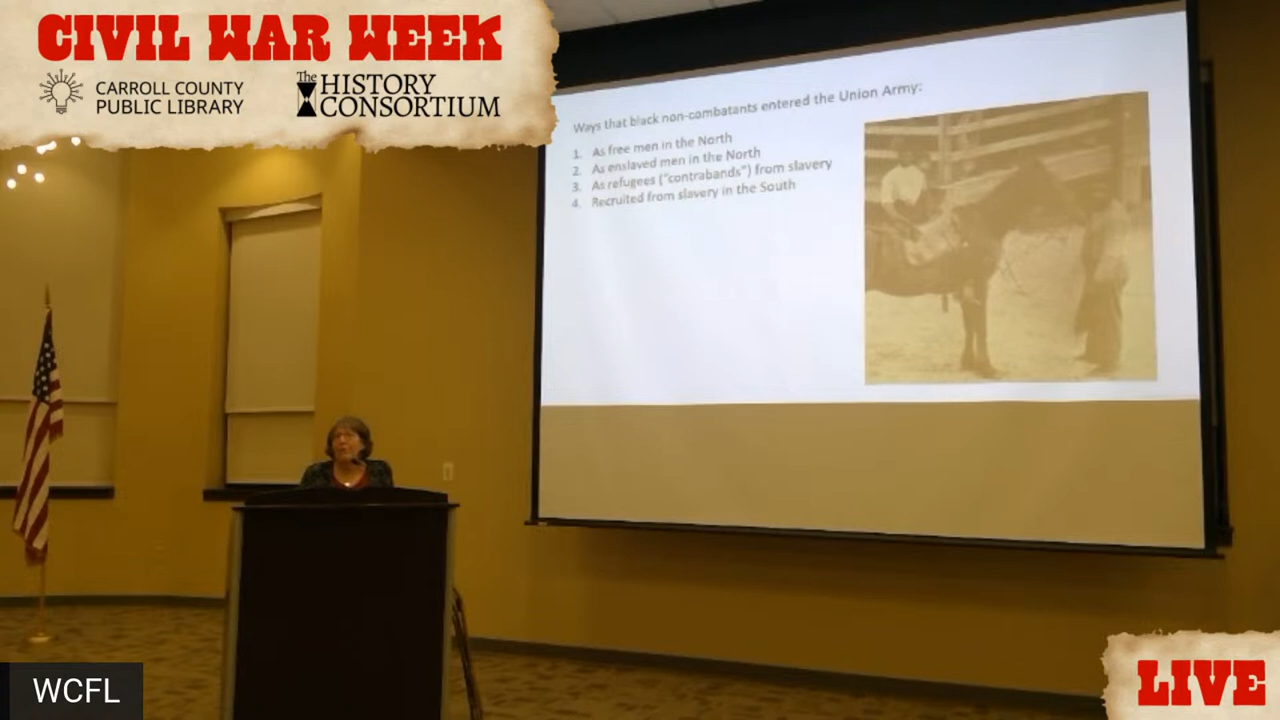 CIVIL WAR WEEK
CARROLL COUNTY
PUBLIC LIBRARY
The HISTORY
CONSORTIUM
Ways that black non-combatants entered the Union Army:
1. As free men in the North
2. As enslaved men in the North
3. As refugees ("contrabands") from slavery
4. Recruited from slavery in the South
WCFL
LIVE